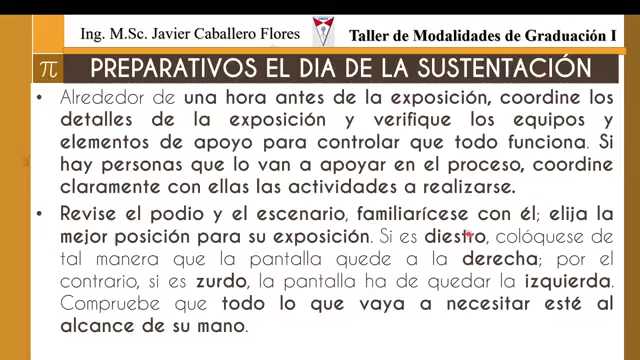 Ing. M.Sc. Javier Caballero Flores
Taller de Modalidades de Graduación I
π
PREPARATIVOS EL DIA DE LA SUSTENTACIÓN
• Alrededor de una hora antes de la exposición, coordine los
detalles de la exposición y verifique los equipos y
elementos de apoyo para controlar que todo funciona. Si
hay personas que lo van a apoyar en el proceso, coordine
claramente con ellas las actividades a realizarse.
• Revise el podio y el escenario, familiarícese con él; elija la
mejor posición para su exposición. Si es diestro, colóquese de
tal manera que la pantalla quede a la derecha; por el
contrario, si es zurdo, la pantalla ha de quedar la izquierda.
Compruebe que todo lo que vaya a necesitar esté al
alcance de su mano.